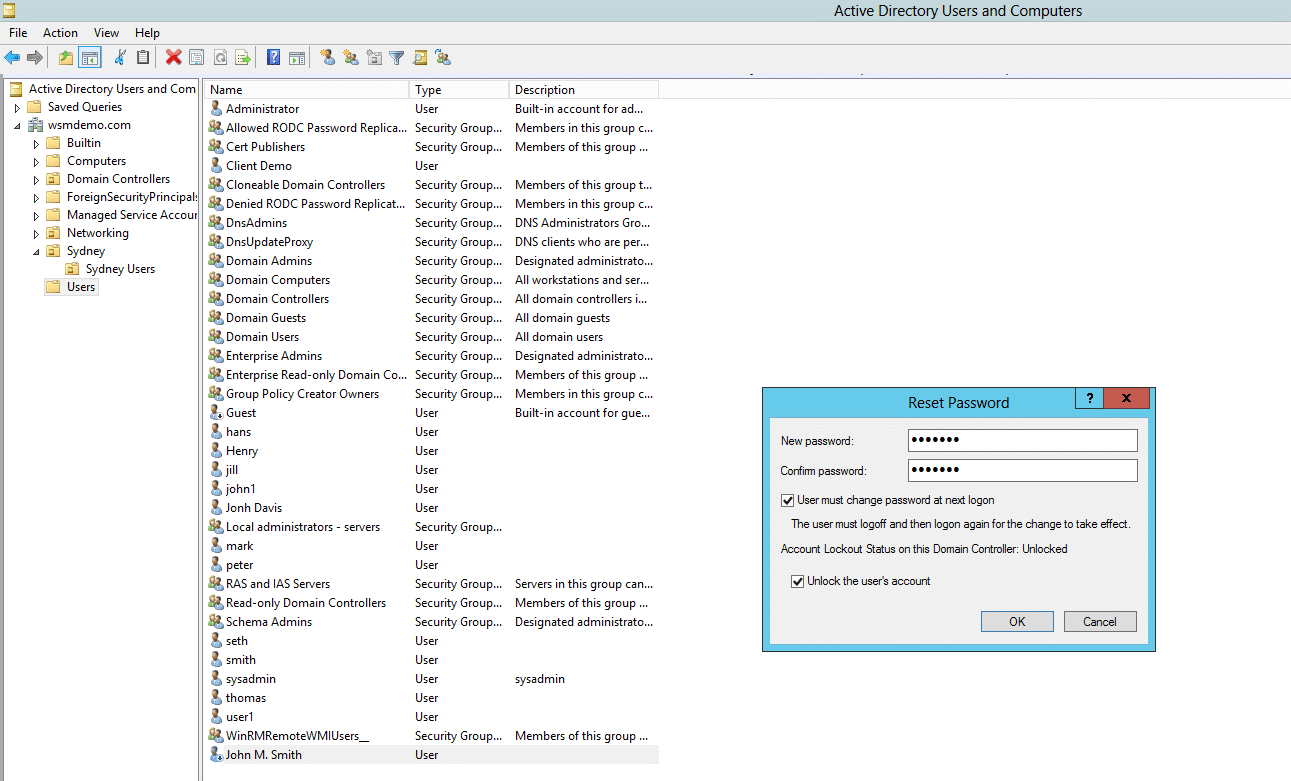 Active Directory Users and Computers
File Action View Help
Active Directory Users and Com
Saved Queries
wsmdemo.com
Builtin
Computers
Domain Controllers
ForeignSecurityPrincipals
Managed Service Accour
Networking
Sydney
Sydney Users
Users
Name Type Description
Administrator User Built-in account for ad...
Allowed RODC Password Replica... Security Group... Members in this group c...
Cert Publishers Security Group... Members of this group ...
Client Demo User
Cloneable Domain Controllers Security Group... Members of this group t...
Denied RODC Password Replicat... Security Group... Members in this group c...
DnsAdmins Security Group... DNS Administrators Gro...
DnsUpdateProxy Security Group... DNS clients who are per...
Domain Admins Security Group... Designated administrato...
Domain Computers Security Group... All workstations and ser...
Domain Controllers Security Group... All domain controllers i...
Domain Guests Security Group... All domain guests
Domain Users Security Group... All domain users
Enterprise Admins Security Group... Designated administrato...
Enterprise Read-only Domain Co... Security Group... Members of this group ...
Group Policy Creator Owners Security Group... Members in this group c...
Guest User Built-in account for gue...
hans User
Henry User
jill User
john1 User
Jonh Davis User
Local administrators - servers Security Group...
mark User
peter User
RAS and IAS Servers Security Group... Servers in this group can...
Read-only Domain Controllers Security Group... Members of this group ...
Schema Admins Security Group... Designated administrato...
seth User
smith User
sysadmin User sysadmin
thomas User
user1 User
WinRMRemoteWMIUsers__ Security Group... Members of this group ...
John M. Smith User
Reset Password ? X
New password: •••••••
Confirm password: •••••••
User must change password at next logon
The user must logoff and then logon again for the change to take effect.
Account Lockout Status on this Domain Controller: Unlocked
Unlock the user's account
OK Cancel